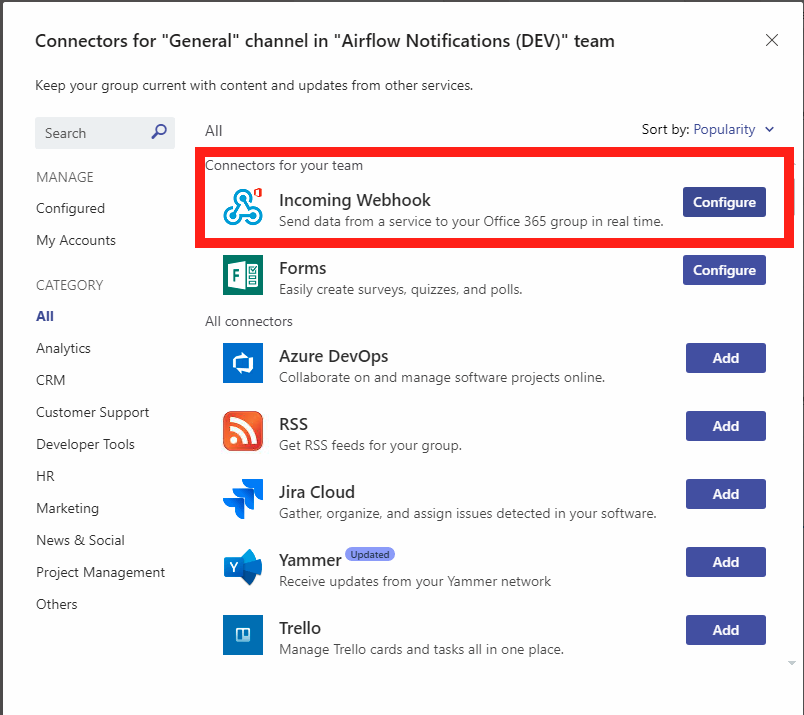 Connectors for "General" channel in "Airflow Notifications (DEV)" team
Keep your group current with content and updates from other services.
Search
MANAGE
Configured
My Accounts
CATEGORY
All
Analytics
CRM
Customer Support
Developer Tools
HR
Marketing
News & Social
Project Management
Others
All
Sort by: Popularity
Connectors for your team
Incoming Webhook
Send data from a service to your Office 365 group in real time.
Configure
F
Forms
Easily create surveys, quizzes, and polls.
Configure
All connectors
Azure DevOps
Collaborate on and manage software projects online.
Add
RSS
Get RSS feeds for your group.
Add
Jira Cloud
Gather, organize, and assign issues detected in your software.
Add
Y
Yammer Updated
Receive updates from your Yammer network
Add
Trello
Manage Trello cards and tasks all in one place.
Add